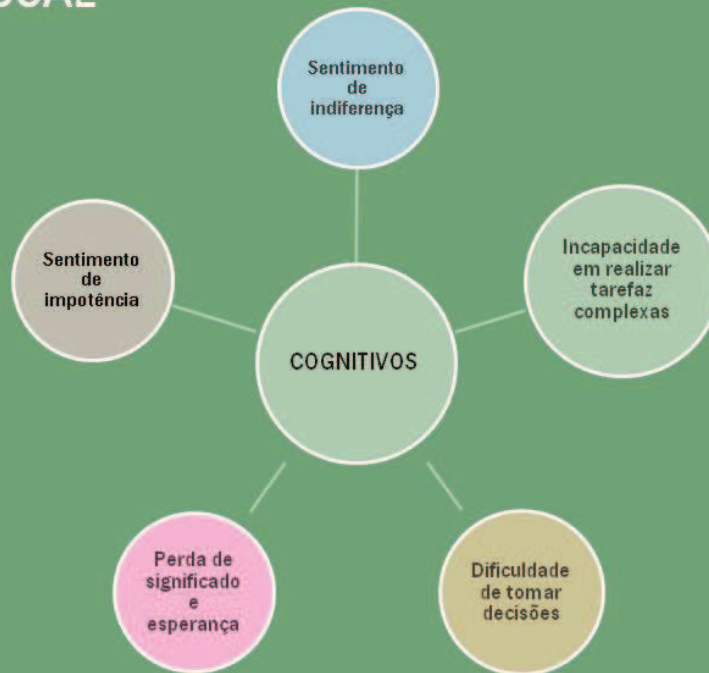 Sentimento
de
indiferença
Incapacidade
em realizar
tarefaz
complexas
Sentimento
de
impotência
COGNITIVOS
Perda de
significado
e
esperança
Dificuldade
de tomar
decisões